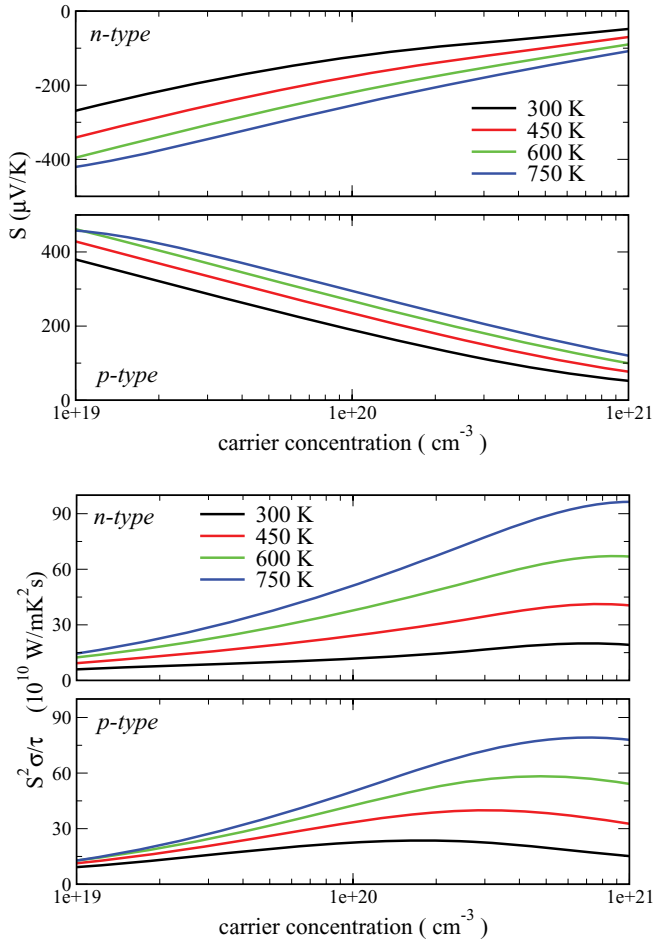 0
n-type
-200
300 K
450 K
600 K
750 K
-400
S (μV/K)
400
200
p-type
0
1e+19 1e+20 1e+21
carrier concentration ( cm⁻³ )
90
n-type
300 K
450 K
600 K
750 K
60
30
0
S²σ/τ (10¹⁰ W/mK²s)
p-type
90
60
30
0
1e+19 1e+20 1e+21
carrier concentration ( cm⁻³ )